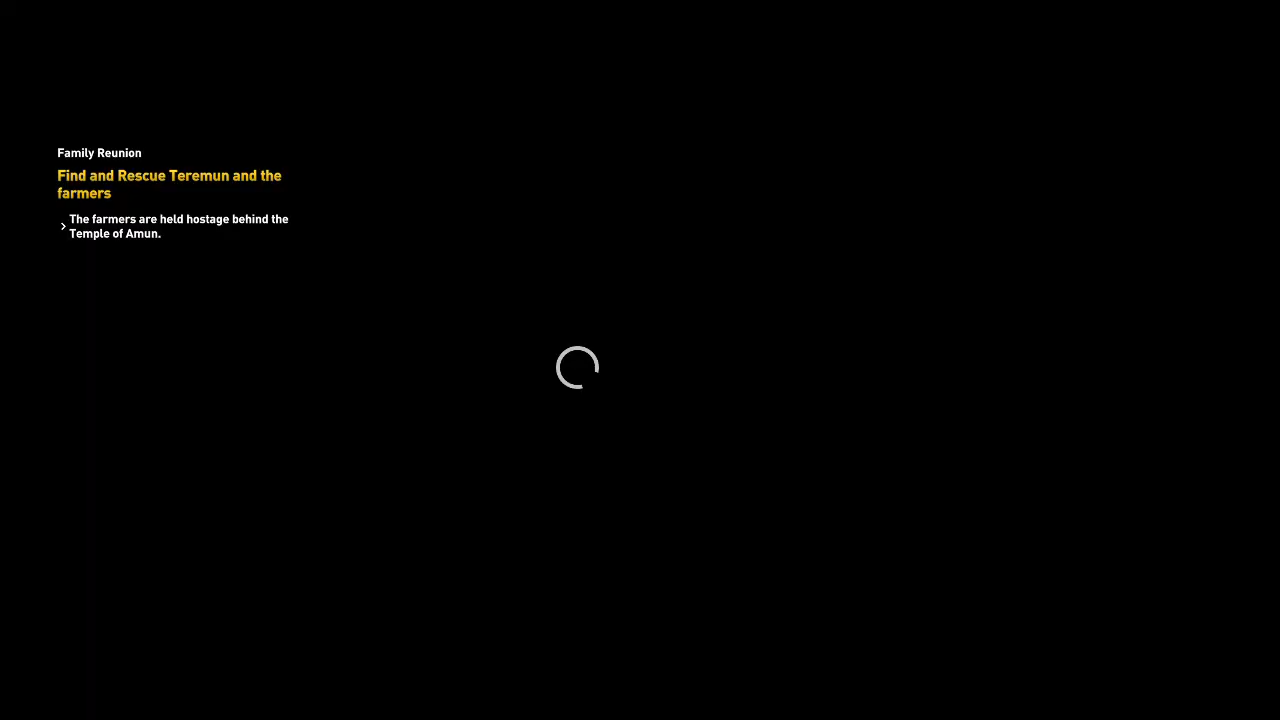 Family Reunion
Find and Rescue Teremun and the
farmers
The farmers are held hostage behind the
Temple of Amun.